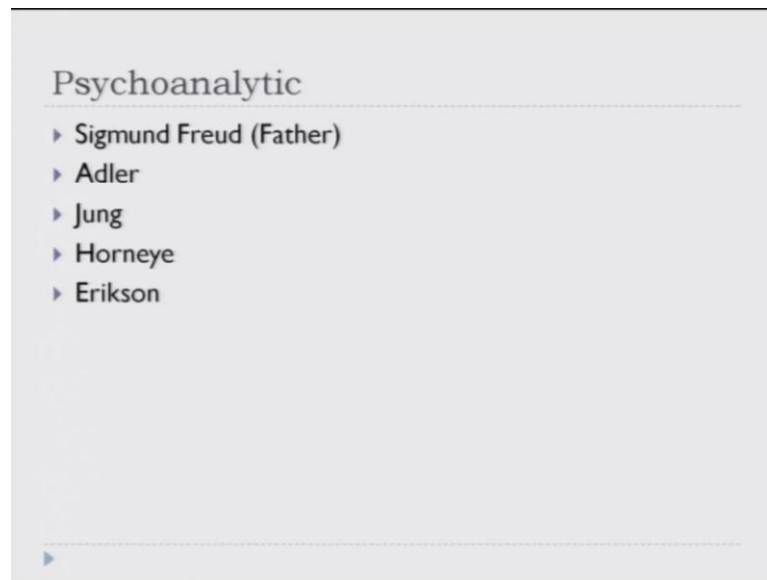 Psychoanalytic
Sigmund Freud (Father)
Adler
Jung
Horneye
Erikson